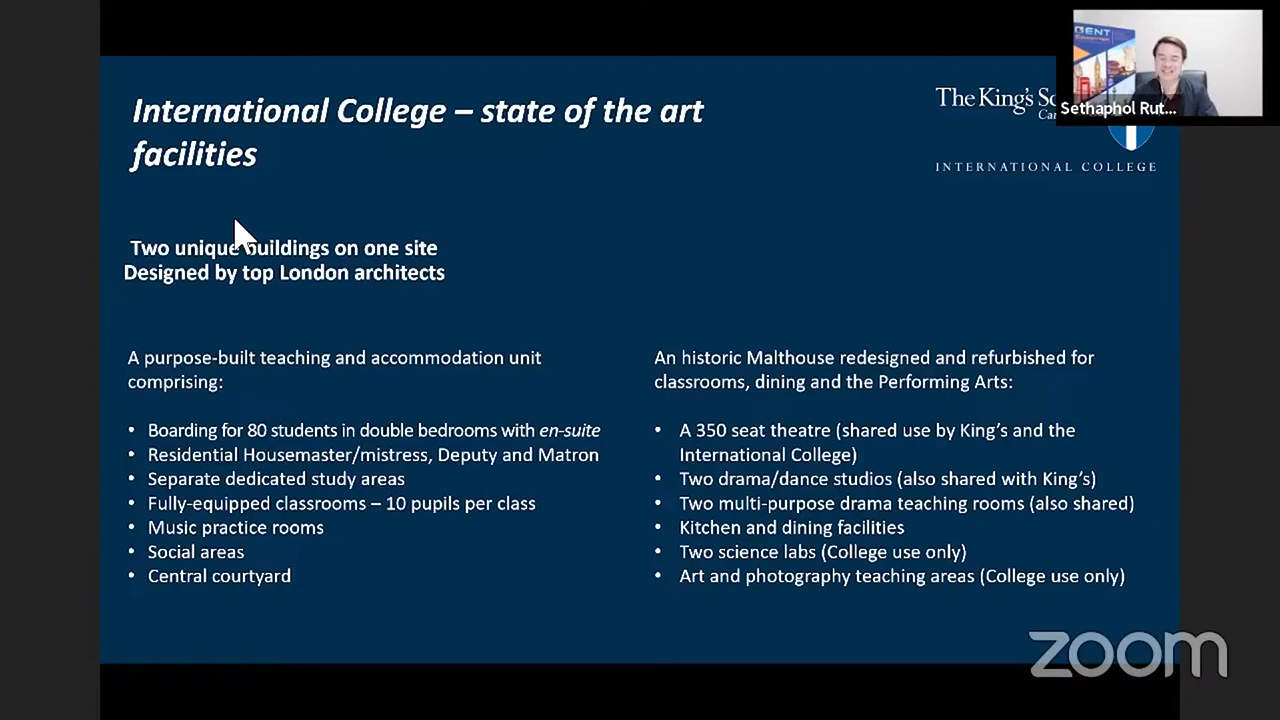 International College – state of the art
facilities
The King's
INTERNATIONAL COLLEGE
Sethaphol Rut...
Two unique buildings on one site
Designed by top London architects
A purpose-built teaching and accommodation unit
comprising:
• Boarding for 80 students in double bedrooms with en-suite
• Residential Housemaster/mistress, Deputy and Matron
• Separate dedicated study areas
• Fully-equipped classrooms – 10 pupils per class
• Music practice rooms
• Social areas
• Central courtyard
An historic Malthouse redesigned and refurbished for
classrooms, dining and the Performing Arts:
• A 350 seat theatre (shared use by King's and the
International College)
• Two drama/dance studios (also shared with King's)
• Two multi-purpose drama teaching rooms (also shared)
• Kitchen and dining facilities
• Two science labs (College use only)
• Art and photography teaching areas (College use only)
zoom